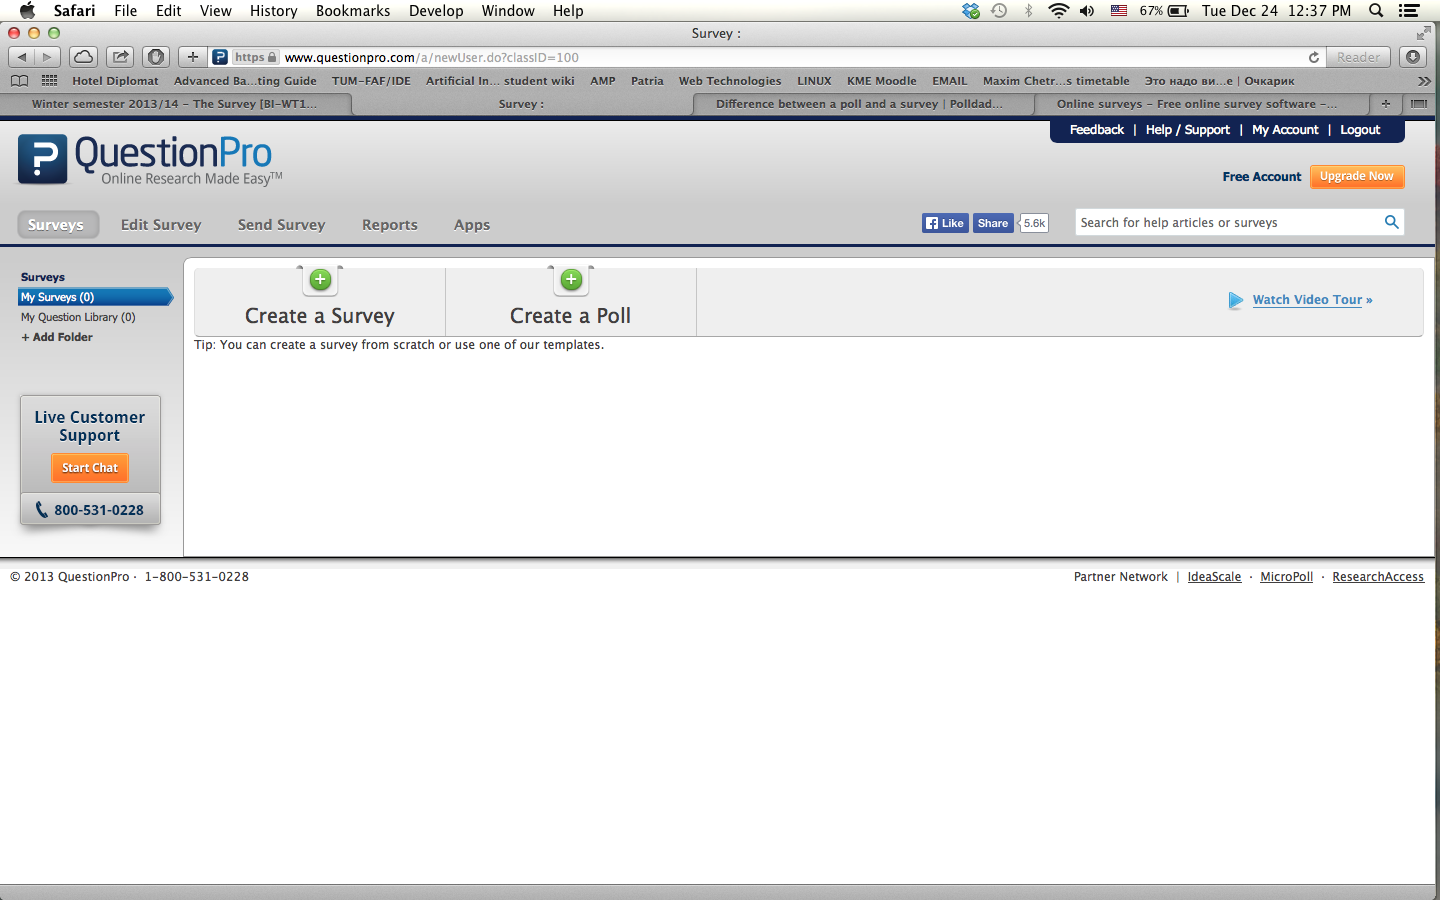 Safari File Edit View History Bookmarks Develop Window Help 67% Tue Dec 24 12:37 PM
Survey :
https www.questionpro.com/a/newUser.do?classID=100 Reader
Hotel Diplomat Advanced Ba...ting Guide TUM-FAF/IDE Artificial In... student wiki AMP Patria Web Technologies LINUX KME Moodle EMAIL Maxim Chetr...s timetable Это надо ви...е | Очкарик
Winter semester 2013/14 – The Survey [BI-WT1... Survey : Difference between a poll and a survey | Polldad... Online surveys – Free online survey software –...
Feedback | Help / Support | My Account | Logout
QuestionPro
Online Research Made Easy™
Free Account Upgrade Now
Surveys Edit Survey Send Survey Reports Apps Like Share 5.6k Search for help articles or surveys
Surveys
My Surveys (0)
My Question Library (0)
+ Add Folder
Create a Survey Create a Poll Watch Video Tour »
Tip: You can create a survey from scratch or use one of our templates.
Live Customer
Support
Start Chat
800-531-0228
© 2013 QuestionPro · 1-800-531-0228 Partner Network | IdeaScale · MicroPoll · ResearchAccess